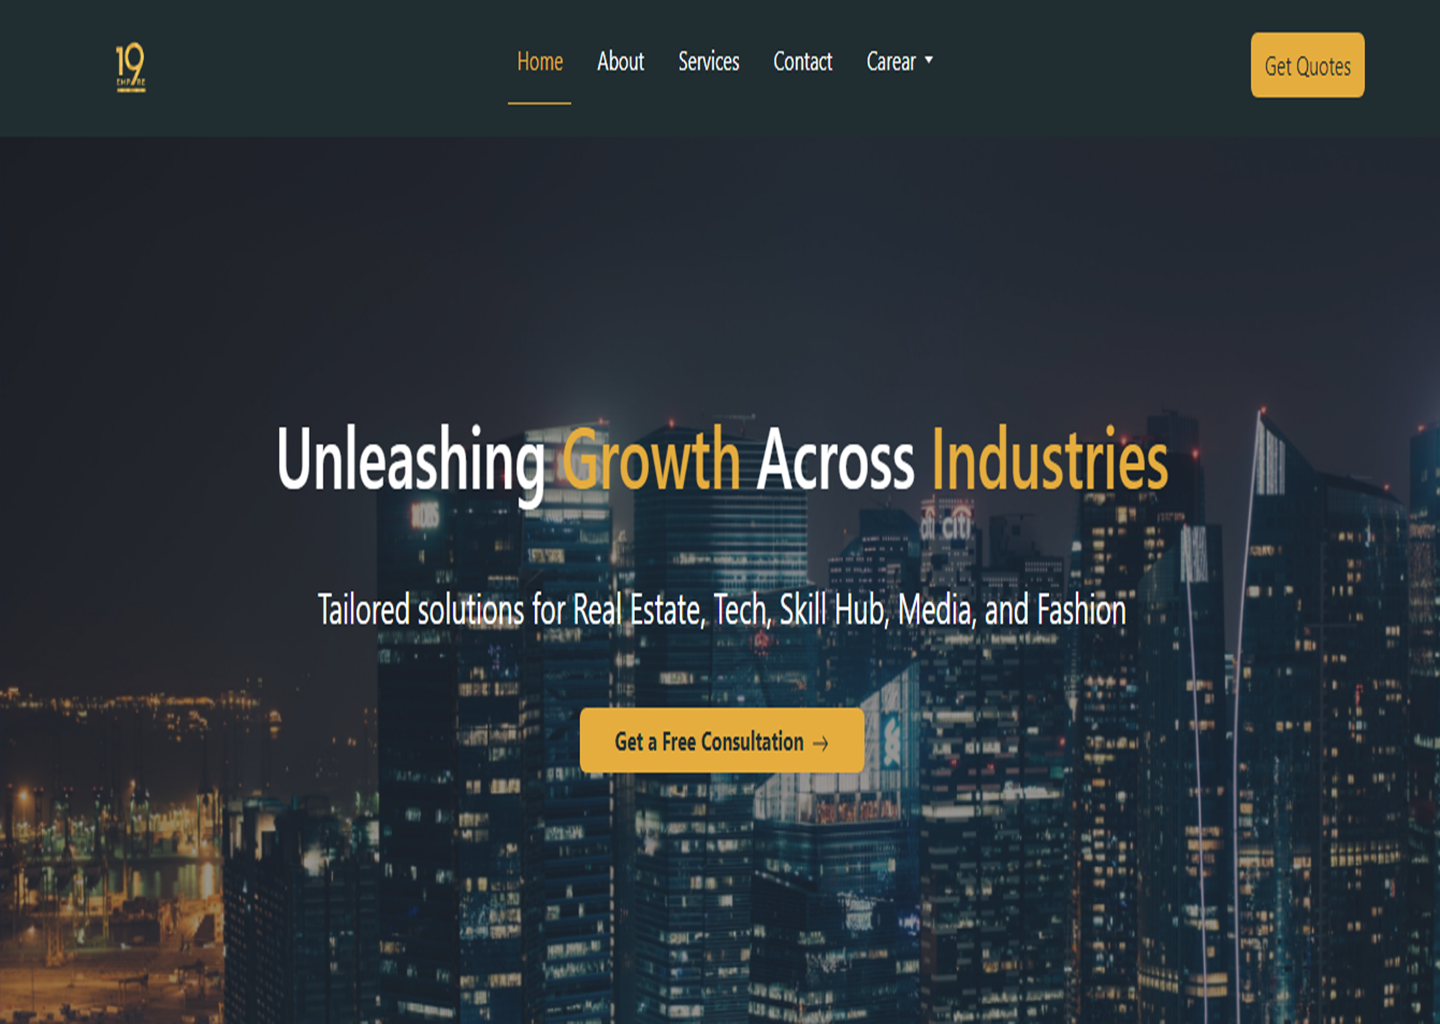 19
EMPIRE
Home About Services Contact Carear
Get Quotes
Unleashing Growth Across Industries
citi
Tailored solutions for Real Estate, Tech, Skill Hub, Media, and Fashion
Get a Free Consultation →